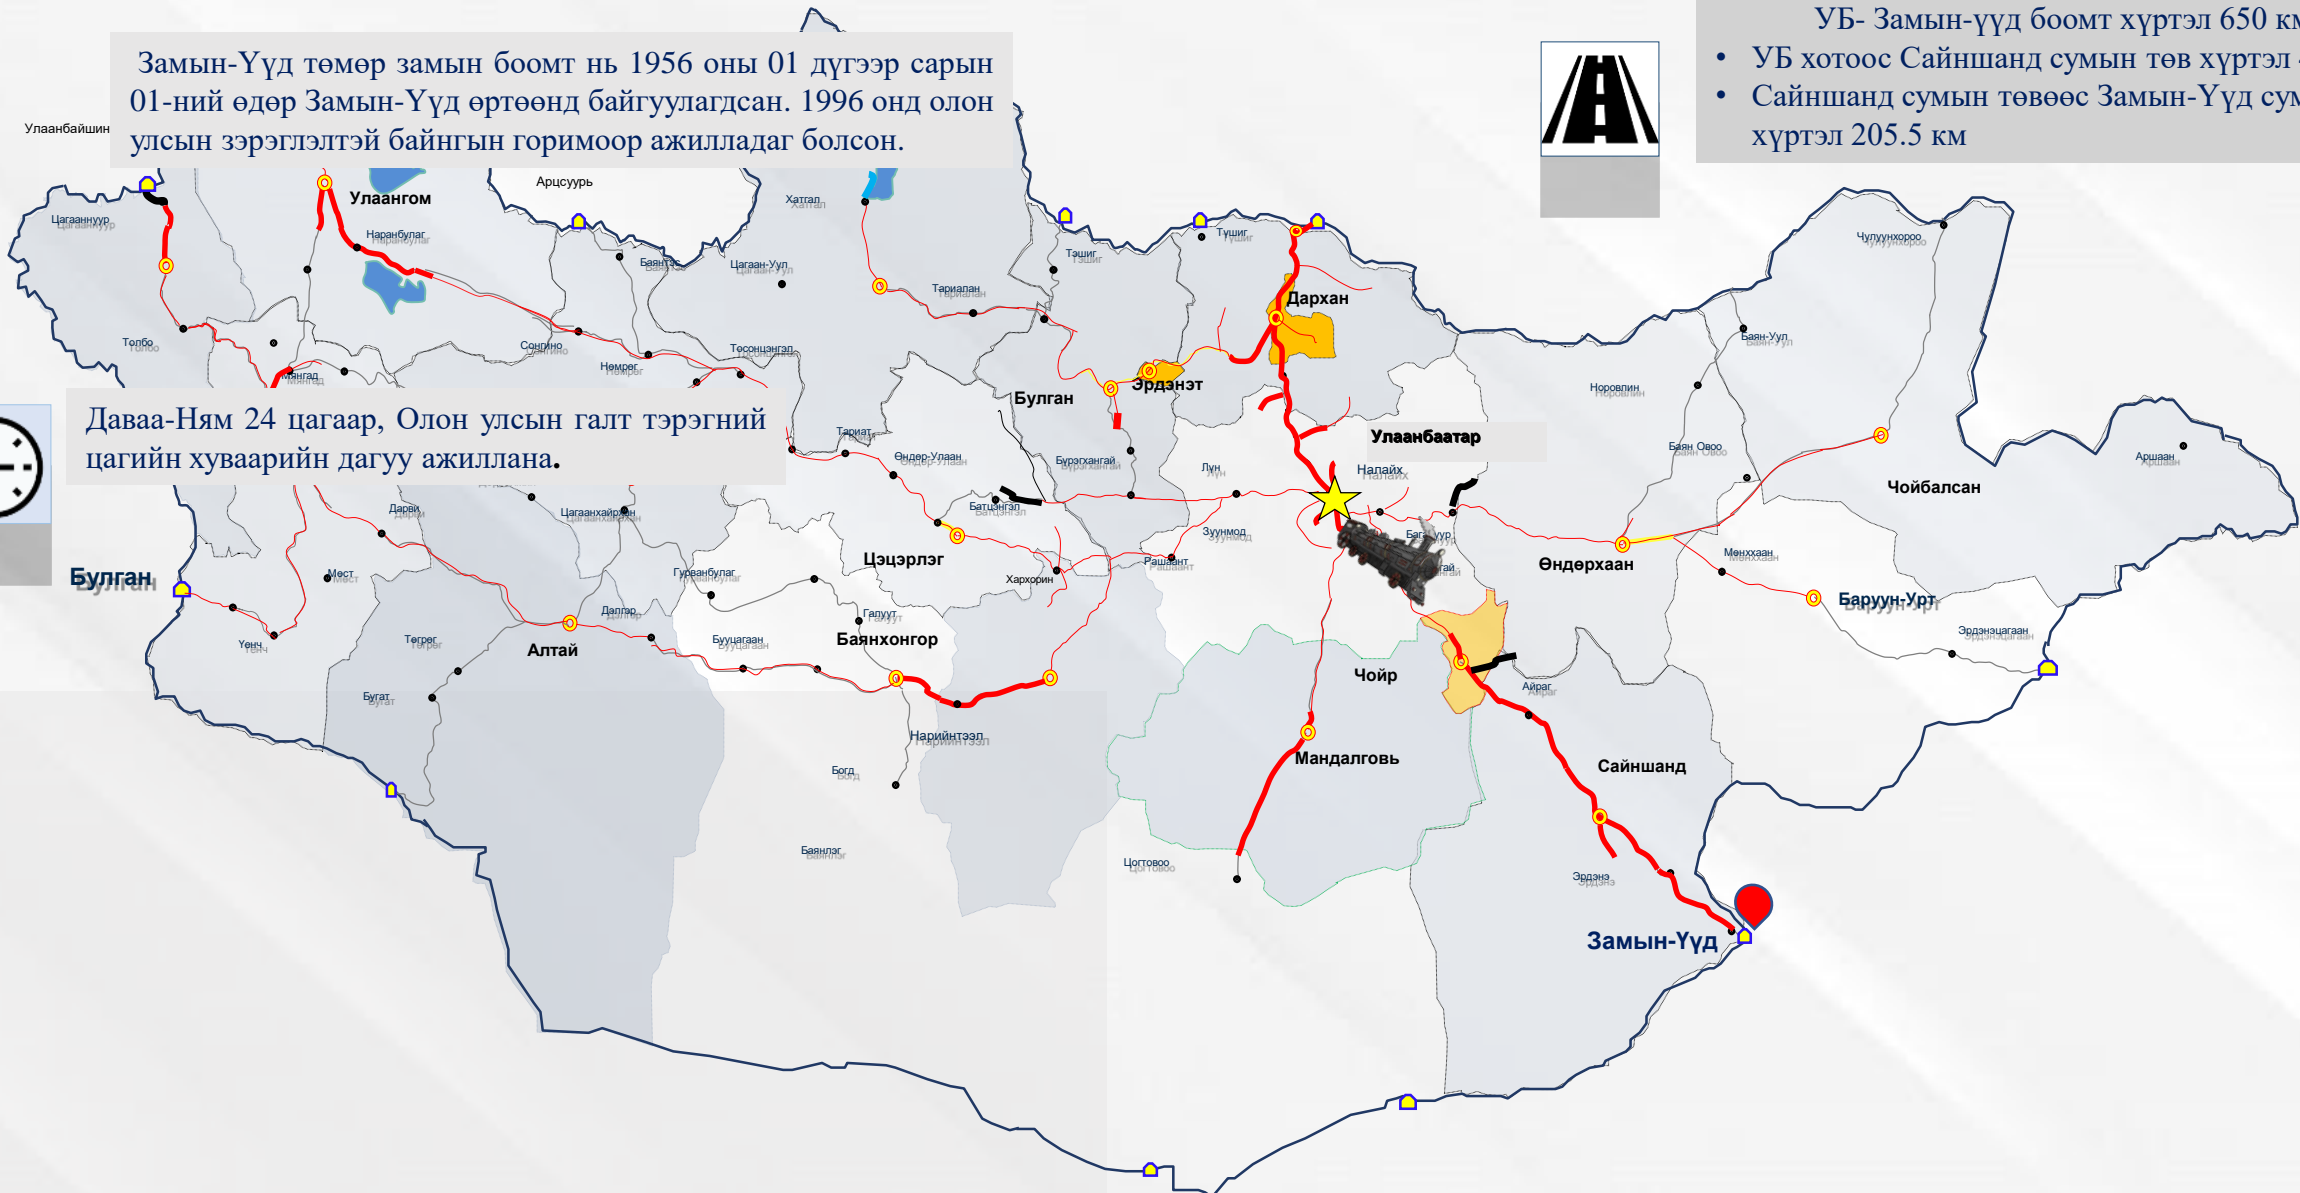 УБ- Замын-үүд боомт хүртэл 650 км
• УБ хотоос Сайншанд сумын төв хүртэл
• Сайншанд сумын төвөөс Замын-Үүд сум
хүртэл 205.5 км
Замын-Үүд төмөр замын боомт нь 1956 оны 01 дүгээр сарын
01-ний өдөр Замын-Үүд өртөөнд байгуулагдсан. 1996 онд олон
улсын зэрэглэлтэй байнгын горимоор ажилладаг болсон.
Улаанбайшин
Арцсуурь
Улаангом
Хатгал
Цагааннуур
Наранбулаг
Баянтэс
Цагаан-Уул
Тэшиг
Түшиг
Чулуунхороо
Тариалан
Дархан
Толбо
Сонгино
Төсонцэнгэл
Баян-Уул
Мянгад
Нөмрөг
Эрдэнэт
Норовлин
Булган
Даваа-Ням 24 цагаар, Олон улсын галт тэрэгний
цагийн хуваарийн дагуу ажиллана.
Тариат
Улаанбаатар
Баян Овоо
Өндөр-Улаан
Бүрэгхангай
Лүн
Налайх
Аршаан
Чойбалсан
Дарви
Цагаанхайрхан
Батцэнгэл
Зуунмод
Мөнххаан
Цэцэрлэг
Рашаант
Өндөрхаан
Булган
Мөст
Гурванбулаг
Хархорин
Баруун-Урт
Дэлгэр
Галуут
Эрдэнэцагаан
Үенч
Төгрөг
Алтай
Бууцагаан
Баянхонгор
Чойр
Айраг
Бугат
Нарийнтээл
Богд
Мандалговь
Сайншанд
Баянлэг
Цогтовоо
Эрдэнэ
Замын-Үүд